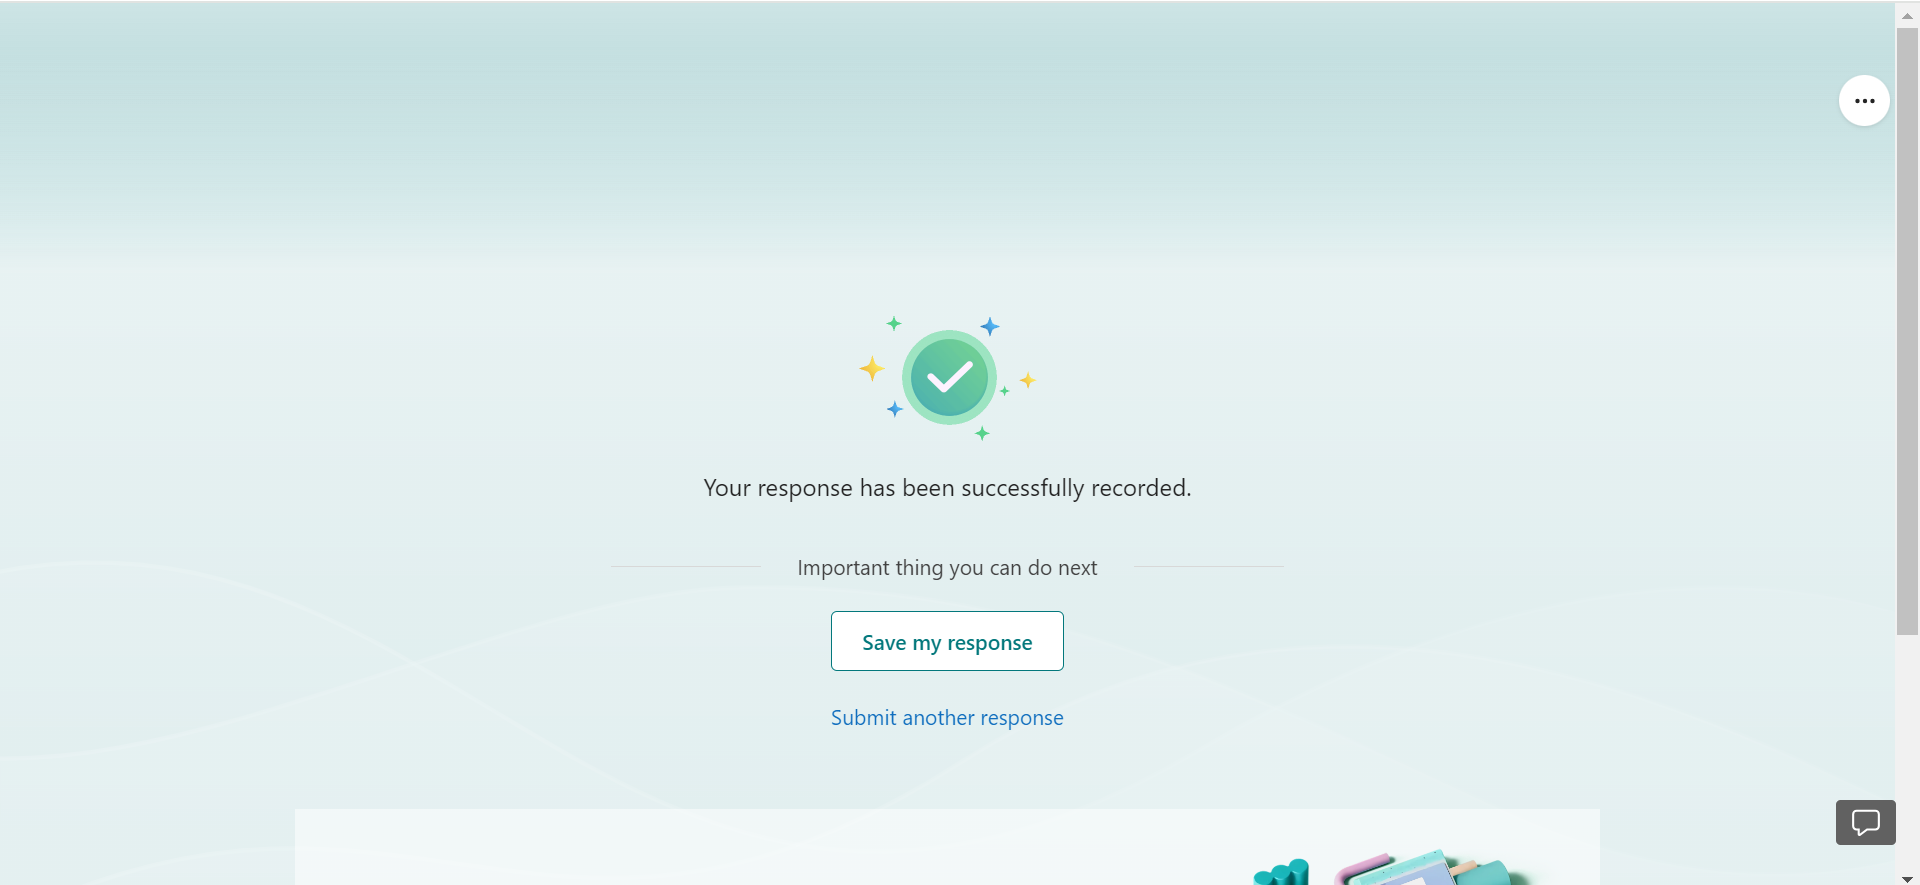 Your response has been successfully recorded.
Important thing you can do next
Save my response
Submit another response